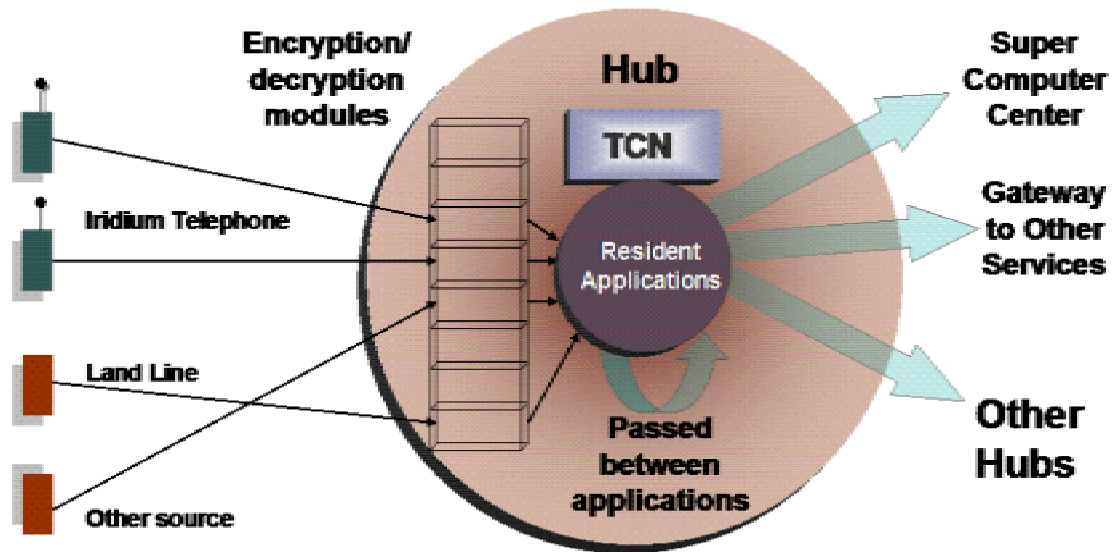 Encryption/
decryption
modules
Hub
TCN
Super
Computer
Center
Iridium Telephone
Resident
Applications
Gateway
to Other
Services
Land Line
Passed
between
applications
Other
Hubs
Other source